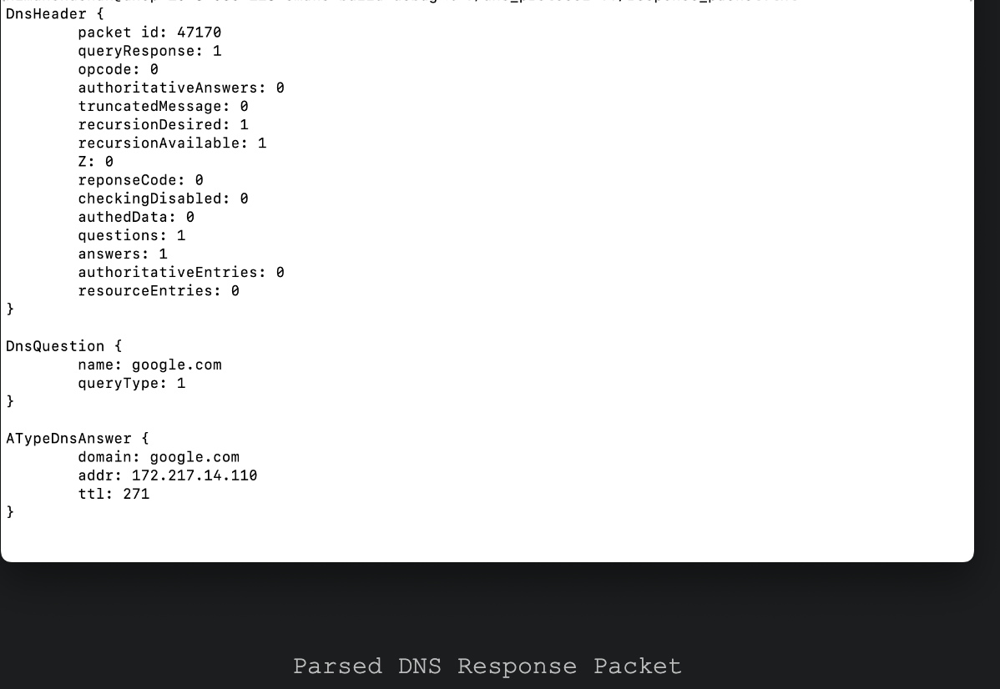 DnsHeader {
packet id: 47170
queryResponse: 1
opcode: 0
authoritativeAnswers: 0
truncatedMessage: 0
recursionDesired: 1
recursionAvailable: 1
Z: 0
reponseCode: 0
checkingDisabled: 0
authedData: 0
questions: 1
answers: 1
authoritativeEntries: 0
resourceEntries: 0
}
DnsQuestion {
name: google.com
queryType: 1
}
ATypeDnsAnswer {
domain: google.com
addr: 172.217.14.110
ttl: 271
}
Parsed DNS Response Packet